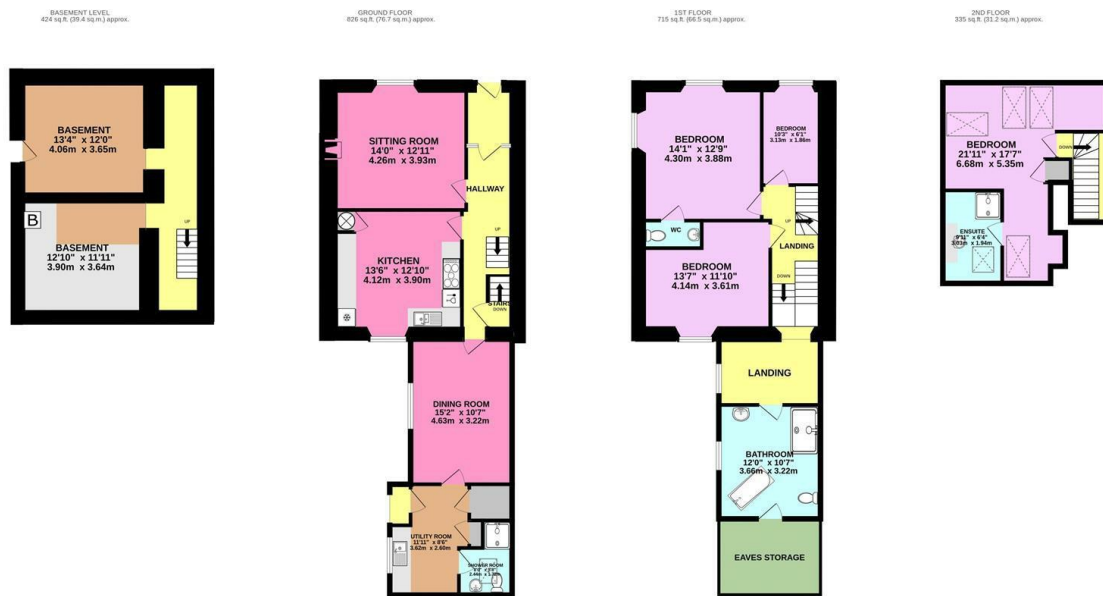 BASEMENT LEVEL
424 sq.ft. (39.4 sq.m.) approx.
BASEMENT
13'4" x 12'0"
4.06m x 3.65m
B
BASEMENT
12'10" x 11'11"
3.90m x 3.64m
UP
GROUND FLOOR
826 sq.ft. (76.7 sq.m.) approx.
SITTING ROOM
14'0" x 12'11"
4.26m x 3.93m
HALLWAY
KITCHEN
13'6" x 12'10"
4.12m x 3.90m
UP
STAIRS
DOWN
DINING ROOM
15'2" x 10'7"
4.63m x 3.22m
UTILITY ROOM
11'11" x 8'6"
3.62m x 2.60m
SHOWER ROOM
1ST FLOOR
715 sq.ft. (66.5 sq.m.) approx.
BEDROOM
14'1" x 12'9"
4.30m x 3.88m
BEDROOM
10'3" x 6'1"
3.13m x 1.86m
WC
UP
LANDING
DOWN
BEDROOM
13'7" x 11'10"
4.14m x 3.61m
LANDING
BATHROOM
12'0" x 10'7"
3.66m x 3.22m
EAVES STORAGE
2ND FLOOR
335 sq.ft. (31.2 sq.m.) approx.
BEDROOM
21'11" x 17'7"
6.68m x 5.35m
DOWN
ENSUITE
9'11" x 6'4"
3.03m x 1.94m